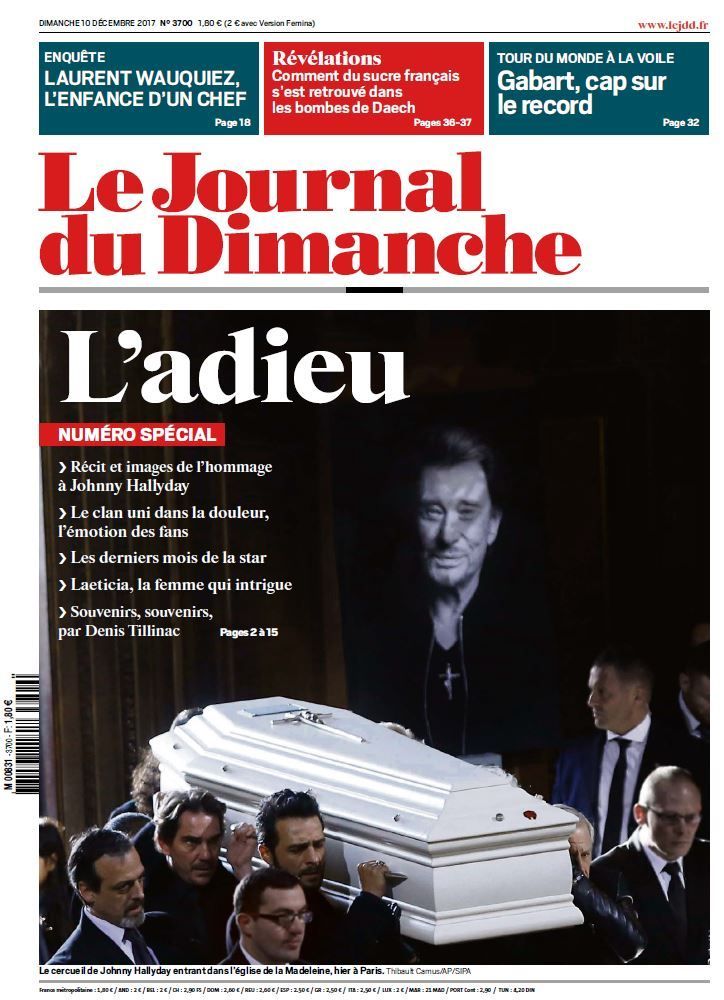 DIMANCHE 10 DÉCEMBRE 2017 Nº 3700 1,80 € (2 € avec Version Femina)
www.lejdd.fr
ENQUÊTE
LAURENT WAUQUIEZ,
L'ENFANCE D'UN CHEF
Page 18
Révélations
Comment du sucre français
s'est retrouvé dans
les bombes de Daech
Pages 36-37
TOUR DU MONDE À LA VOILE
Gabart, cap sur
le record
Page 32
Le Journal
du Dimanche
L'adieu
NUMÉRO SPÉCIAL
❯ Récit et images de l'hommage
à Johnny Hallyday
❯ Le clan uni dans la douleur,
l'émotion des fans
❯ Les derniers mois de la star
❯ Laeticia, la femme qui intrigue
❯ Souvenirs, souvenirs,
par Denis Tillinac Pages 2 à 15
M 00831 - 3700 - F: 1,80 €
Le cercueil de Johnny Hallyday entrant dans l'église de la Madeleine, hier à Paris. Thibault Camus/AP/SIPA
France métropolitaine : 1,80 € / AND : 2 € / BEL : 2 € / CH : 2,90 FS / DOM : 2,60 € / REU : 2,60 € / ESP : 2,50 € / GR : 2,50 € / ITA : 2,50 € / LUX : 2 € / MAR : 21 MAD / PORT Cont : 2,90 / TUN : 4,20 DIN